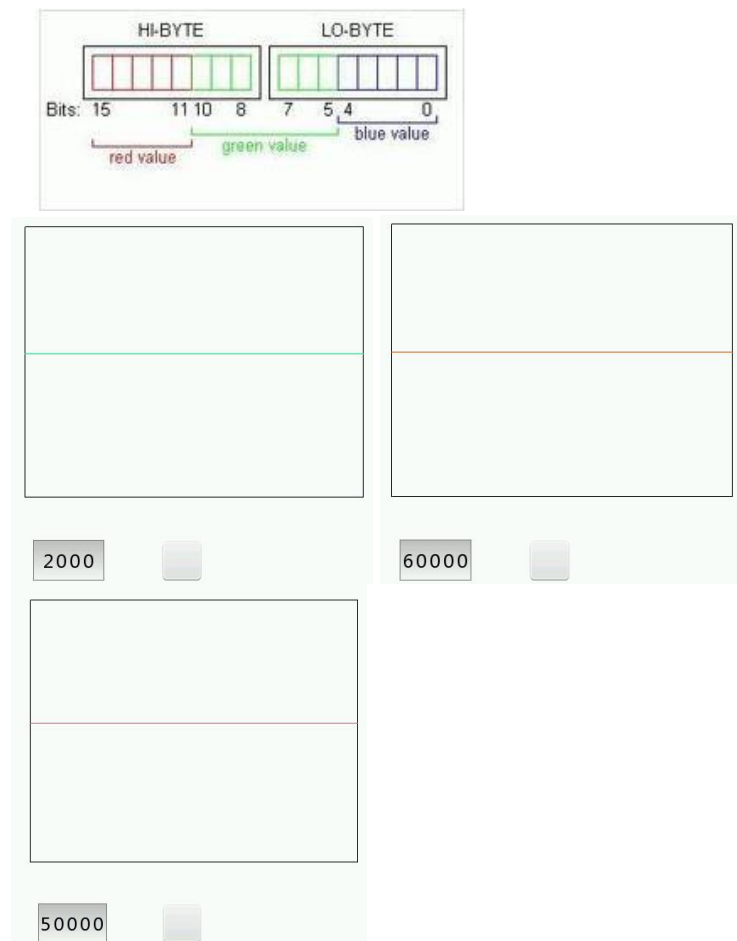 HI-BYTE LO-BYTE
Bits: 15 11 10 8 7 5 4 0
red value green value blue value
2000 60000
50000